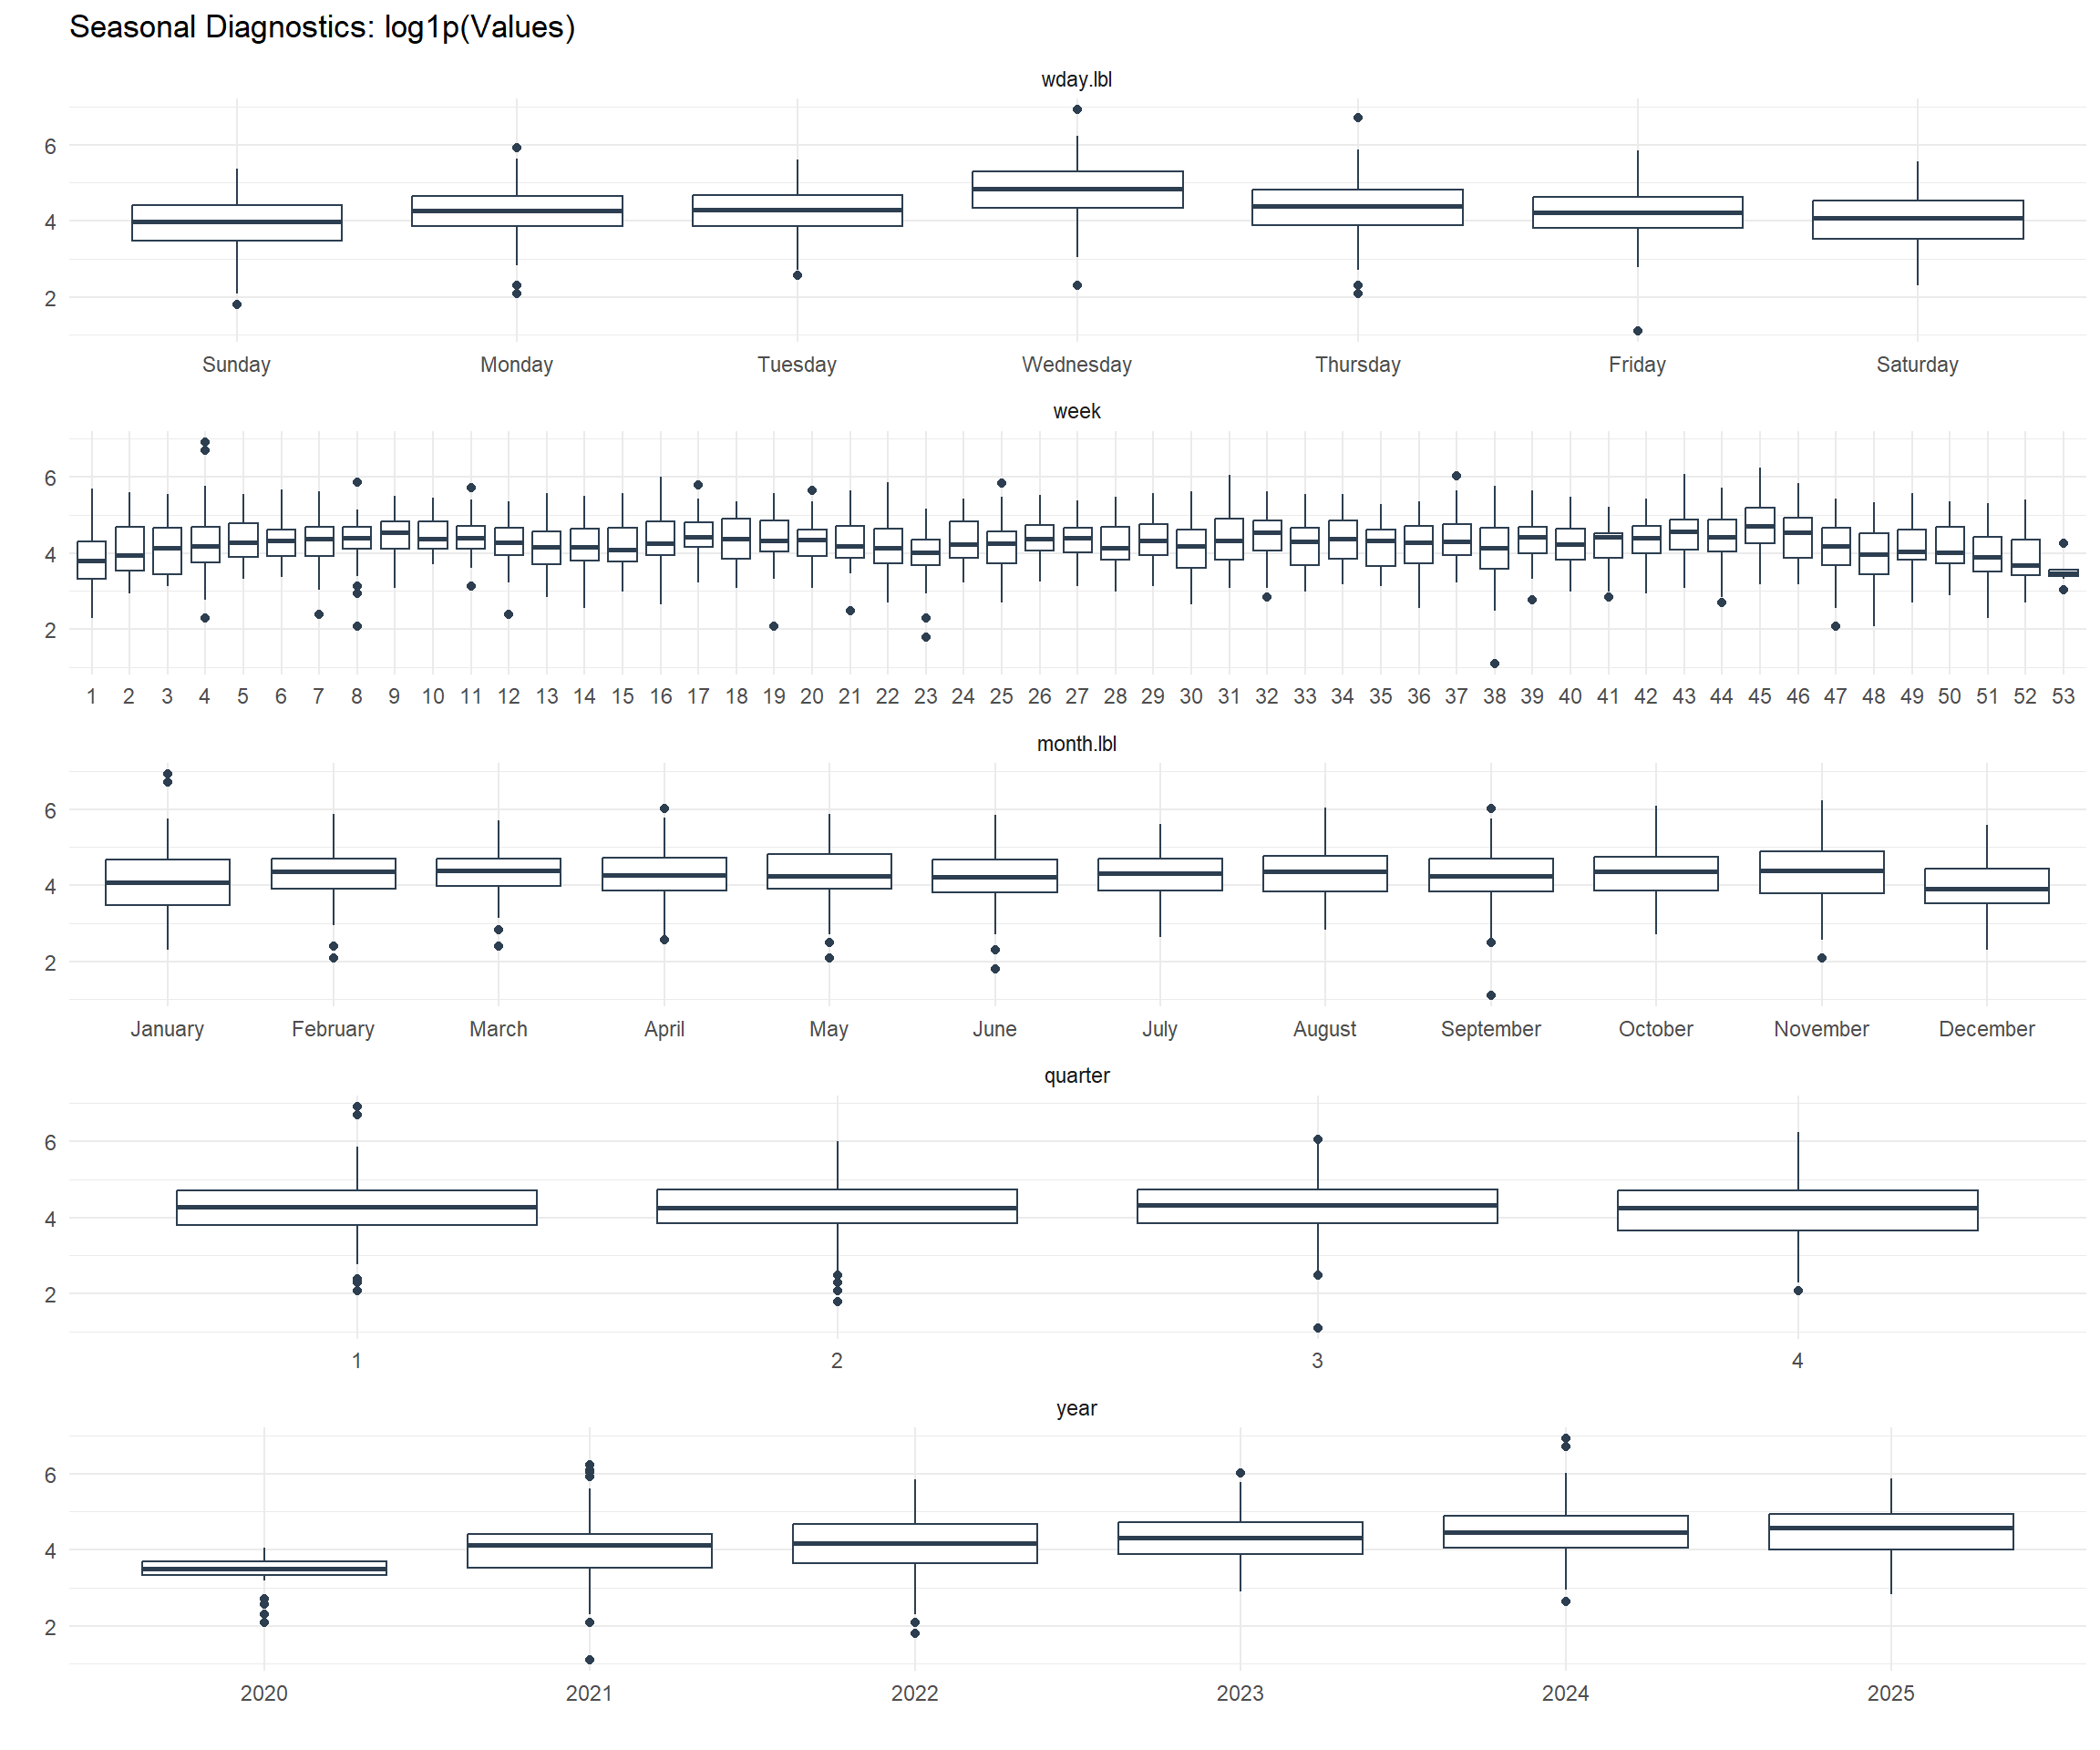 Seasonal Diagnostics: log1p(Values)
wday.lbl
6
4
2
Sunday Monday Tuesday Wednesday Thursday Friday Saturday
week
6
4
2
1 2 3 4 5 6 7 8 9 10 11 12 13 14 15 16 17 18 19 20 21 22 23 24 25 26 27 28 29 30 31 32 33 34 35 36 37 38 39 40 41 42 43 44 45 46 47 48 49 50 51 52 53
month.lbl
6
4
2
January February March April May June July August September October November December
quarter
6
4
2
1 2 3 4
year
6
4
2
2020 2021 2022 2023 2024 2025